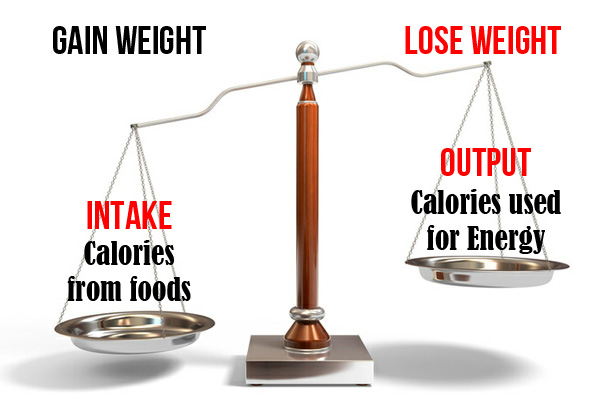 GAIN WEIGHT
LOSE WEIGHT
INTAKE
Calories
from foods
OUTPUT
Calories used
for Energy